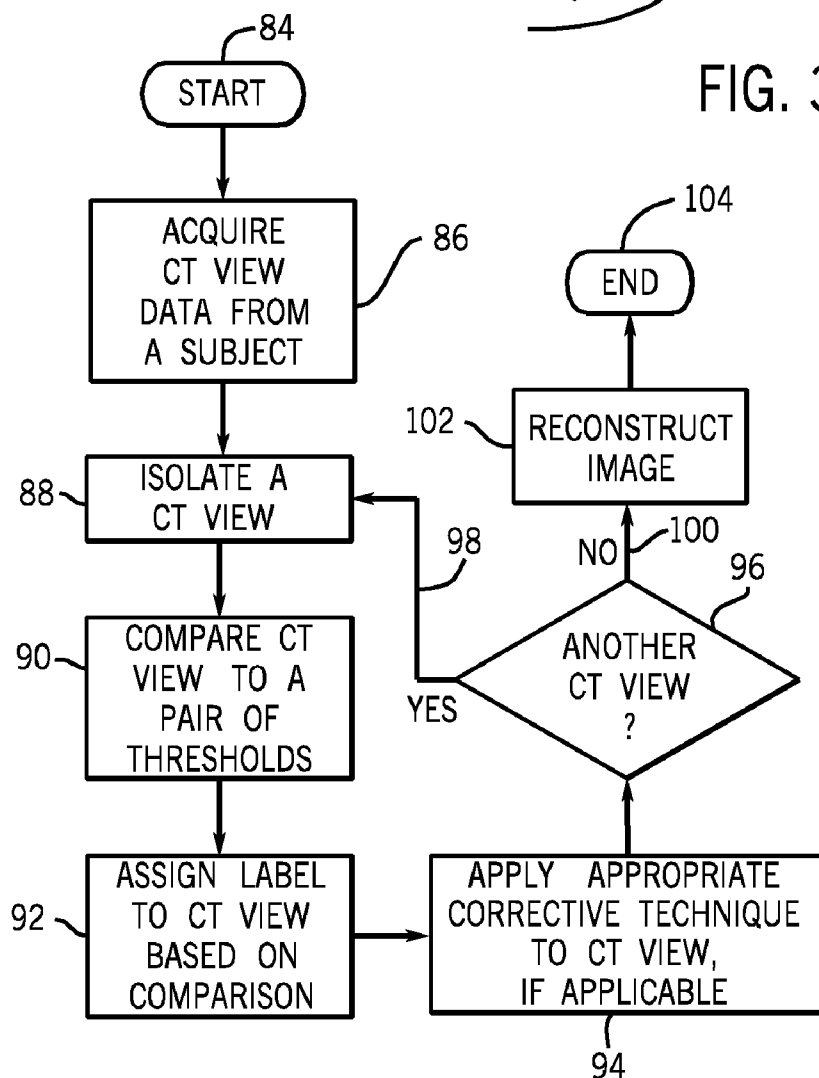 84
START
FIG. 3
ACQUIRE
CT VIEW
DATA FROM
A SUBJECT
86
104
END
102
RECONSTRUCT
IMAGE
88
ISOLATE A
CT VIEW
98
NO
100
96
90
COMPARE CT
VIEW TO A
PAIR OF
THRESHOLDS
YES
ANOTHER
CT VIEW
?
92
ASSIGN LABEL
TO CT VIEW
BASED ON
COMPARISON
APPLY APPROPRIATE
CORRECTIVE TECHNIQUE
TO CT VIEW,
IF APPLICABLE
94